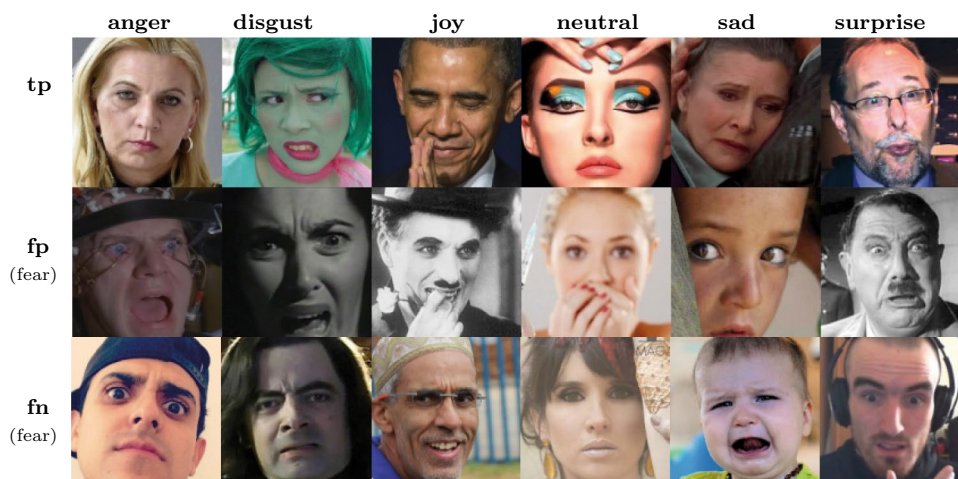 anger disgust joy neutral sad surprise
tp
fp
(fear)
fn
(fear)